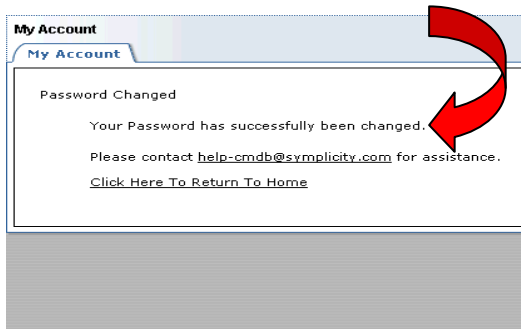 My Account
My Account
Password Changed
Your Password has successfully been changed.
Please contact help-cmdb@symplicity.com for assistance.
Click Here To Return To Home